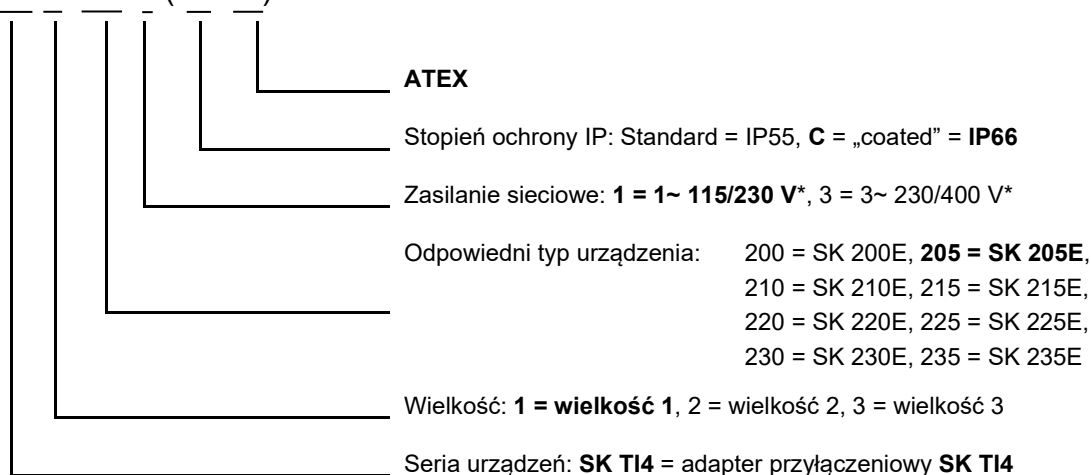 ATEX
Stopień ochrony IP: Standard = IP55, C = „coated” = IP66
Zasilanie sieciowe: 1 = 1~ 115/230 V*, 3 = 3~ 230/400 V*
Odpowiedni typ urządzenia: 200 = SK 200E, 205 = SK 205E,
210 = SK 210E, 215 = SK 215E,
220 = SK 220E, 225 = SK 225E,
230 = SK 230E, 235 = SK 235E
Wielkość: 1 = wielkość 1, 2 = wielkość 2, 3 = wielkość 3
Seria urządzeń: SK TI4 = adapter przyłączeniowy SK TI4